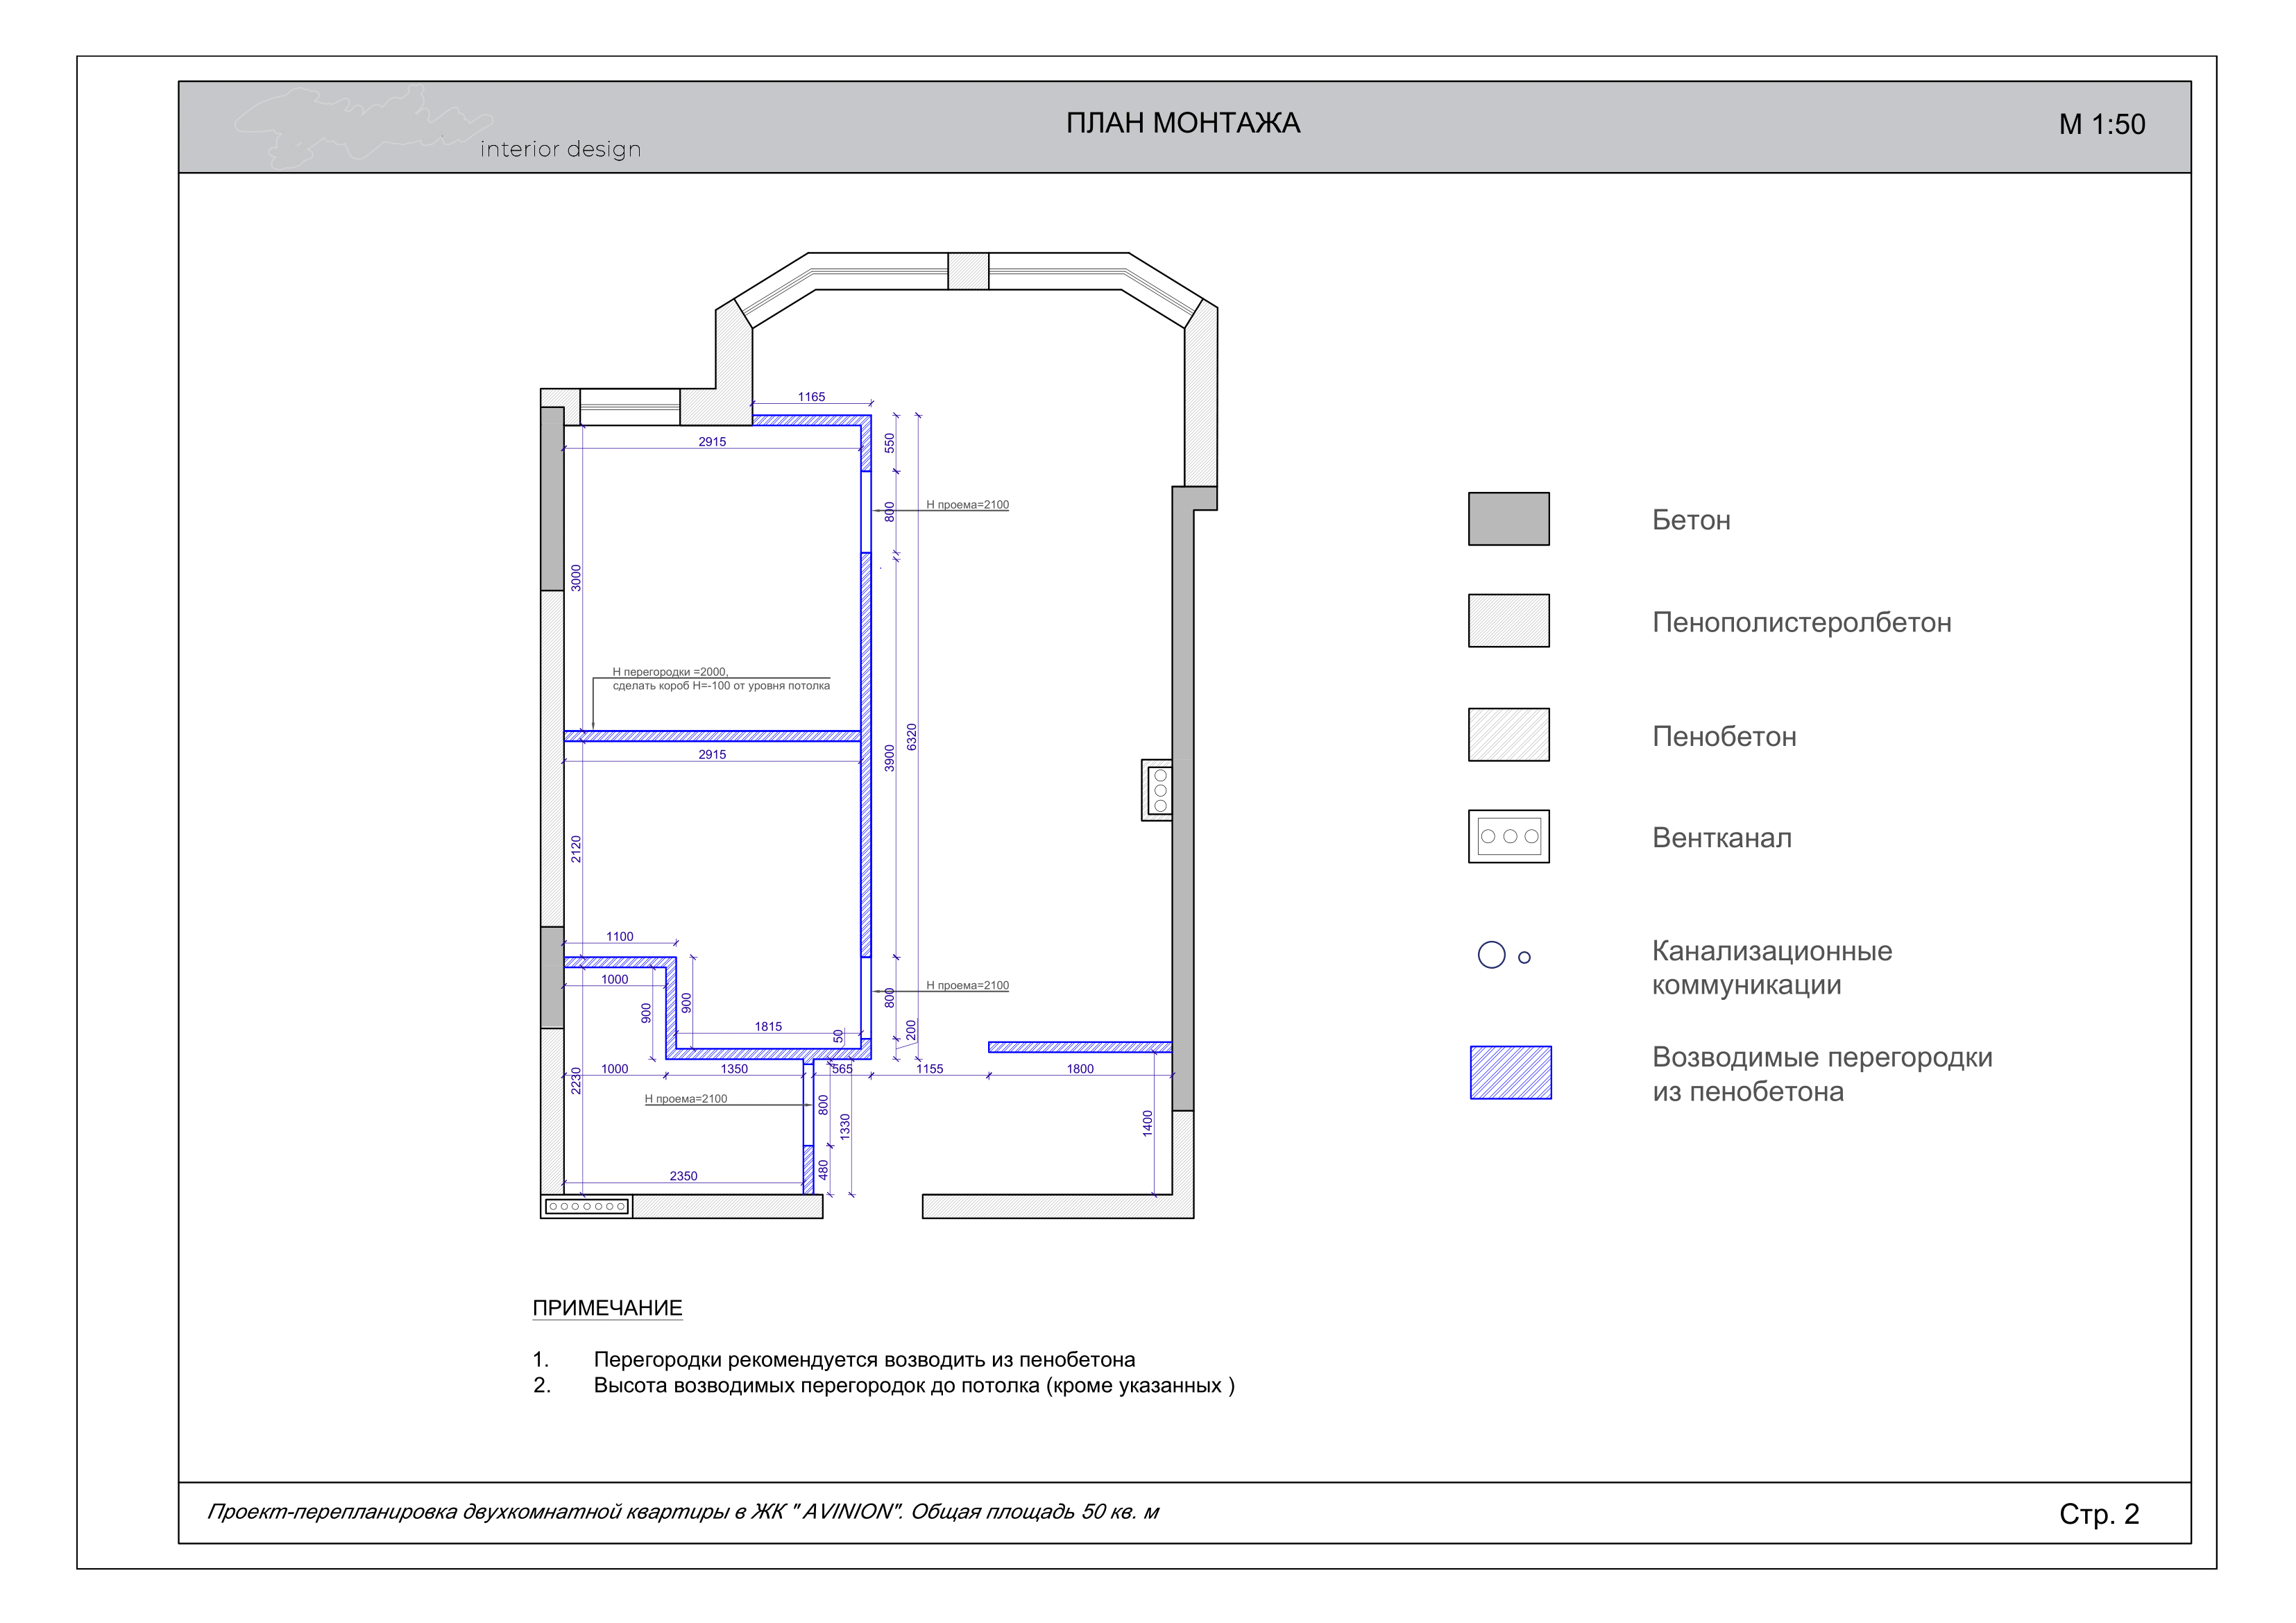 interior design
ПЛАН МОНТАЖА
М 1:50
1165
2915
550
800
Н проема=2100
3000
Н перегородки =2000,
сделать короб Н=-100 от уровня потолка
6320
3900
2915
2120
1100
1000
900
900
800
Н проема=2100
1815
50
200
2230
1000
1350
565
1155
1800
Н проема=2100
800
1330
1400
480
2350
Бетон
Пенополистеролбетон
Пенобетон
Вентканал
Канализационные
коммуникации
Возводимые перегородки
из пенобетона
ПРИМЕЧАНИЕ
1. Перегородки рекомендуется возводить из пенобетона
2. Высота возводимых перегородок до потолка (кроме указанных )
Проект-перепланировка двухкомнатной квартиры в ЖК " AVINION". Общая площадь 50 кв. м
Стр. 2